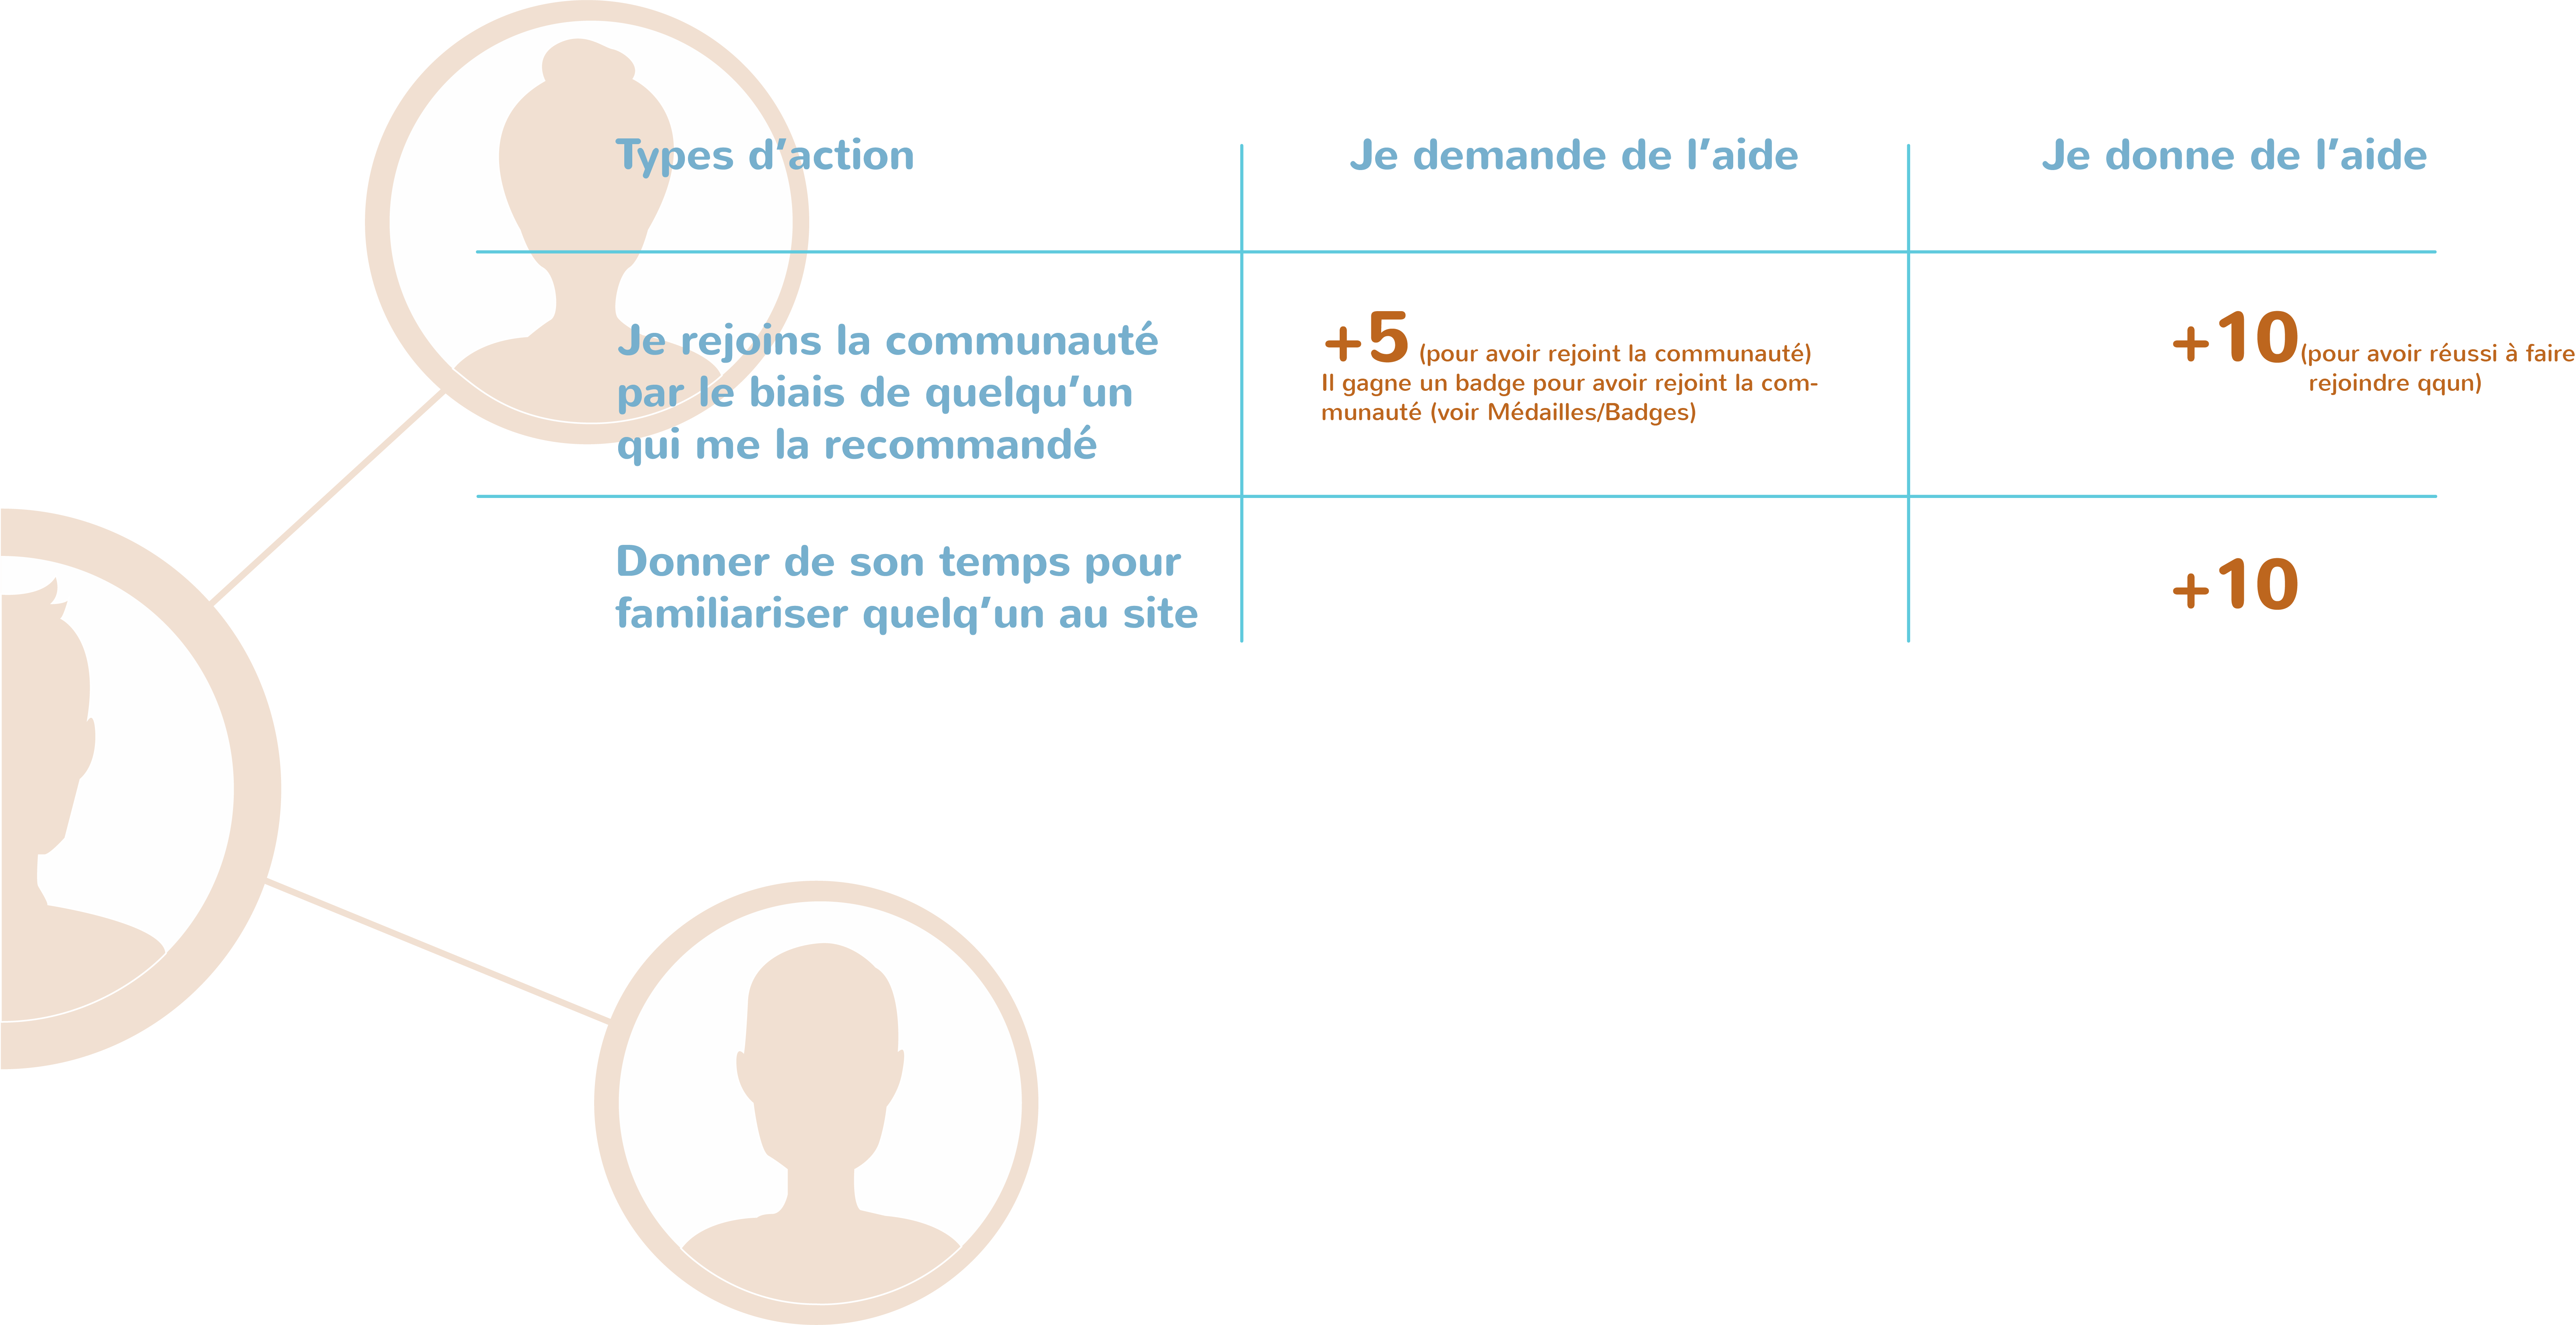 Types d'action
Je demande de l'aide
Je donne de l'aide
Je rejoins la communauté
par le biais de quelqu'un
qui me la recommandé
+5 (pour avoir rejoint la communauté)
Il gagne un badge pour avoir rejoint la com-
munauté (voir Médailles/Badges)
+10 (pour avoir réussi à faire
rejoindre qqun)
Donner de son temps pour
familiariser quelq'un au site
+10